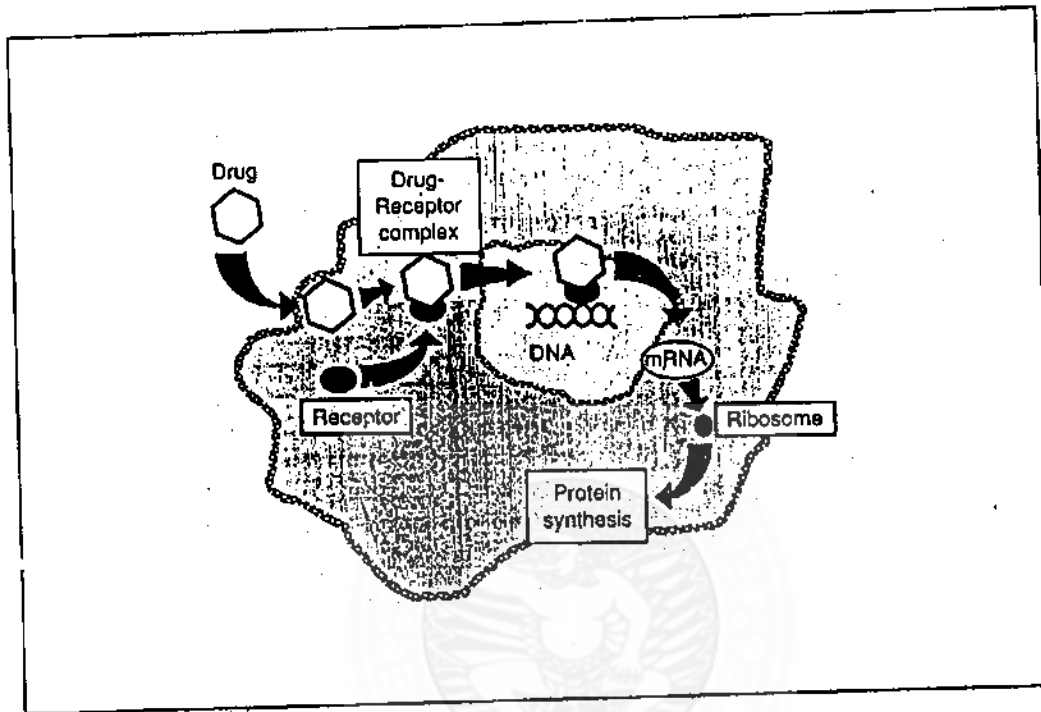 Drug
Drug-
Receptor
complex
DNA
mRNA
Receptor
Ribosome
Protein
synthesis